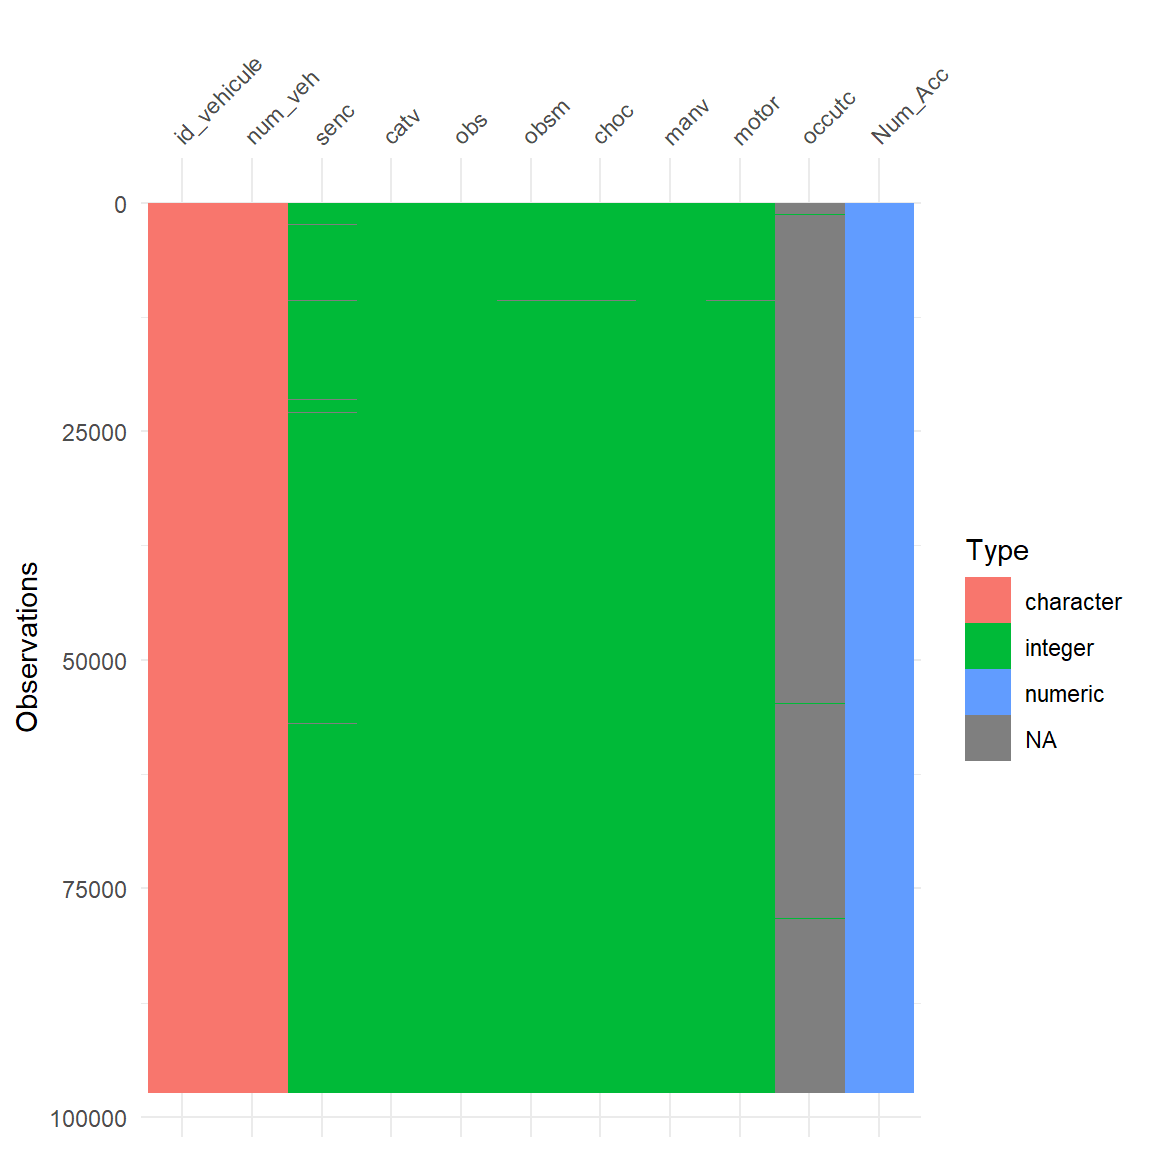 id_vehicule
num_veh
senc
catv
obs
obsm
choc
manv
motor
occutc
Num_Acc
0
25000
50000
75000
100000
Observations
Type
character
integer
numeric
NA